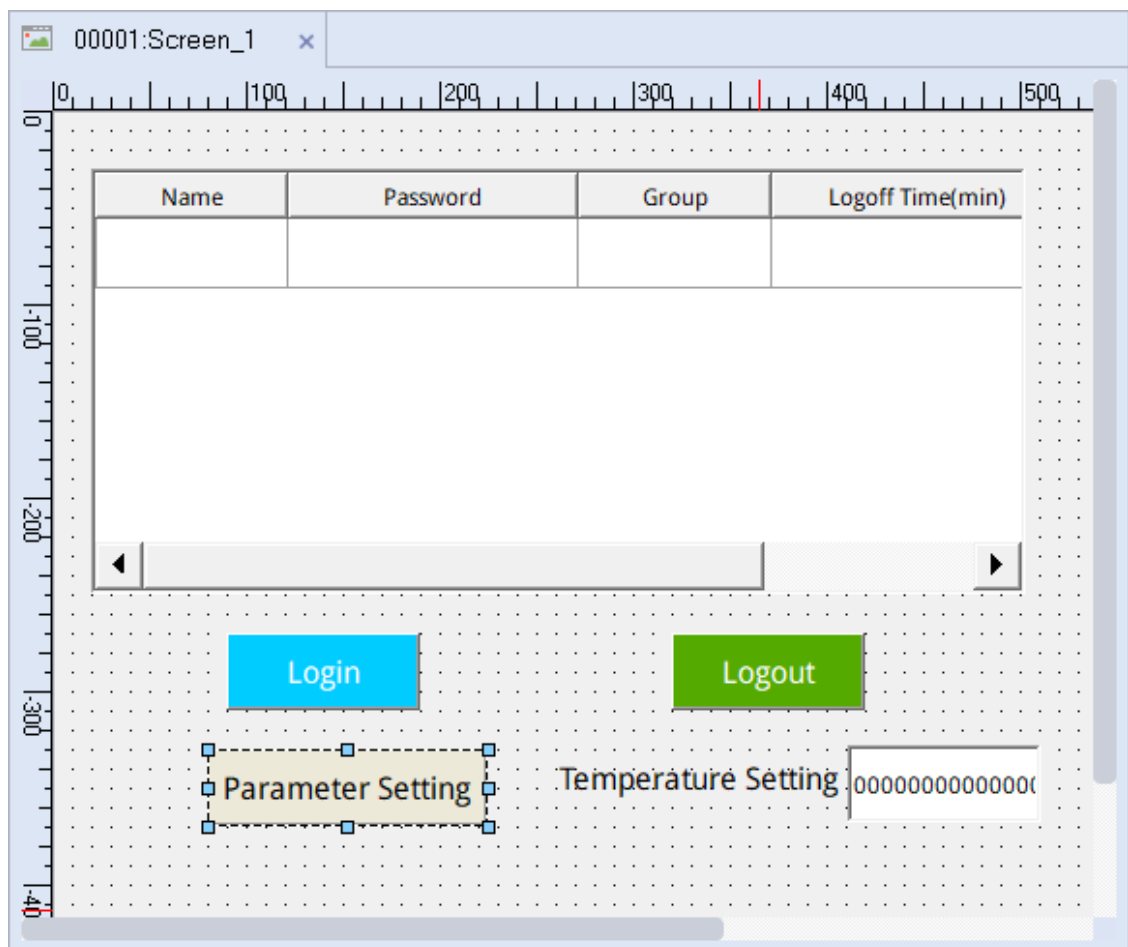 00001:Screen_1 ×
0 100 200 300 400 500
0
Name Password Group Logoff Time(min)
-100
-200
Login Logout
-300
Parameter Setting Temperature Setting 00000000000000